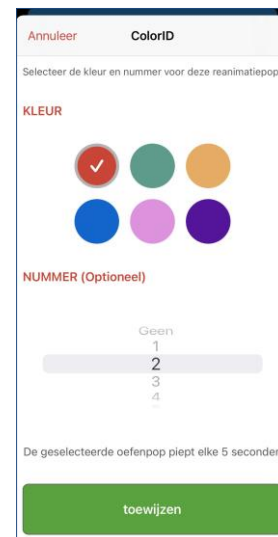 Annuleer ColorID
Selecteer de kleur en nummer voor deze reanimatiepop
KLEUR
NUMMER (Optioneel)
Geen
1
2
3
4
De geselecteerde oefenpop piept elke 5 seconden
toewijzen